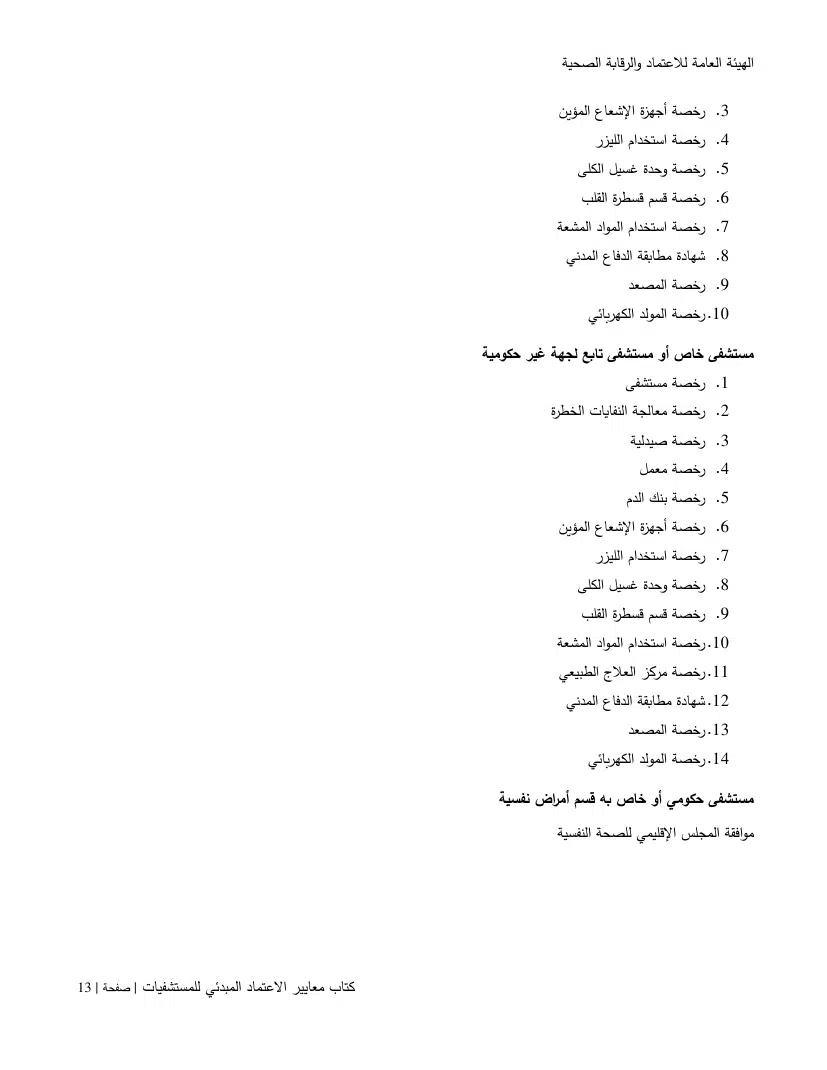 الهيئة العامة للاعتماد والرقابة الصحية
3. رخصة أجهزة الإشعاع المؤين
4. رخصة استخدام الليزر
5. رخصة وحدة غسيل الكلى
6. رخصة قسم قسطرة القلب
7. رخصة استخدام المواد المشعة
8. شهادة مطابقة الدفاع المدني
9. رخصة المصعد
10. رخصة المولد الكهربائي
مستشفى خاص أو مستشفى تابع لجهة غير حكومية
1. رخصة مستشفى
2. رخصة معالجة النفايات الخطرة
3. رخصة صيدلية
4. رخصة معمل
5. رخصة بنك الدم
6. رخصة أجهزة الإشعاع المؤين
7. رخصة استخدام الليزر
8. رخصة وحدة غسيل الكلى
9. رخصة قسم قسطرة القلب
10. رخصة استخدام المواد المشعة
11. رخصة مركز العلاج الطبيعي
12. شهادة مطابقة الدفاع المدني
13. رخصة المصعد
14. رخصة المولد الكهربائي
مستشفى حكومي أو خاص به قسم أمراض نفسية
موافقة المجلس الإقليمي للصحة النفسية
كتاب معايير الاعتماد المبدئي للمستشفيات | صفحة | 13